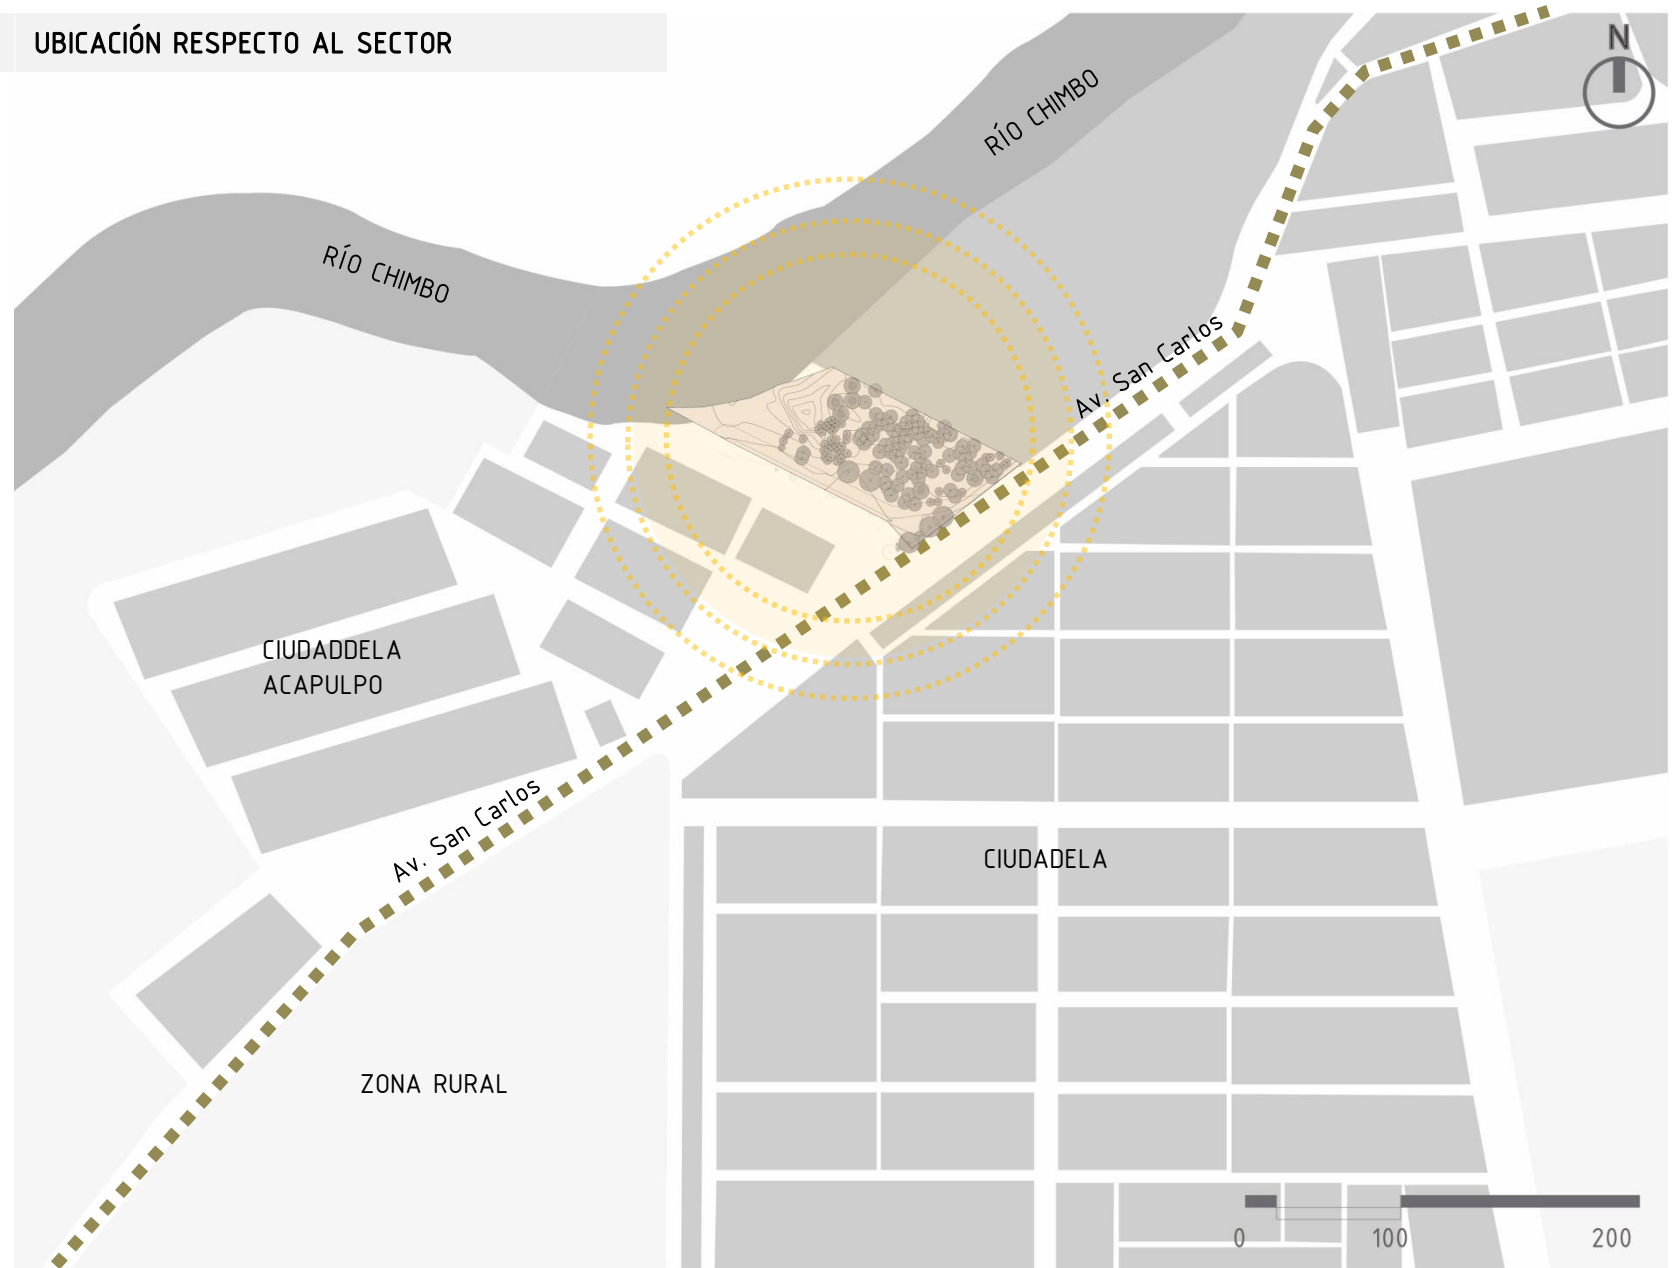 UBICACIÓN RESPECTO AL SECTOR
N
RÍO CHIMBO
RÍO CHIMBO
Av. San Carlos
CIUDADDELA
ACAPULPO
Av. San Carlos
CIUDADELA
ZONA RURAL
0 100 200